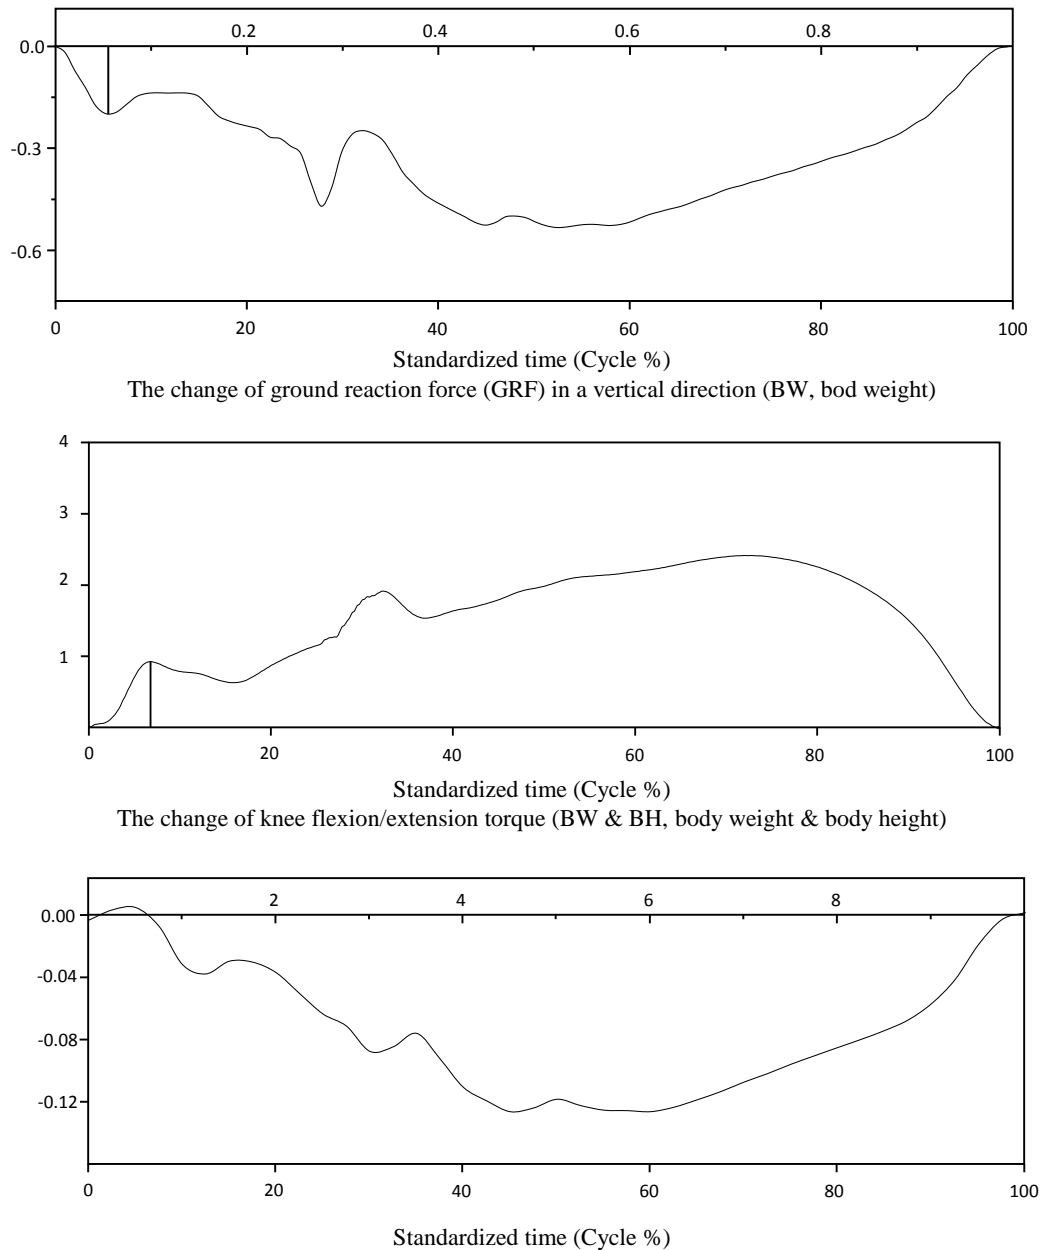 0.2 0.4 0.6 0.8
0.0
-0.3
-0.6
0 20 40 60 80 100
Standardized time (Cycle %)
The change of ground reaction force (GRF) in a vertical direction (BW, bod weight)
4
3
2
1
0 20 40 60 80 100
Standardized time (Cycle %)
The change of knee flexion/extension torque (BW & BH, body weight & body height)
2 4 6 8
0.00
-0.04
-0.08
-0.12
0 20 40 60 80 100
Standardized time (Cycle %)